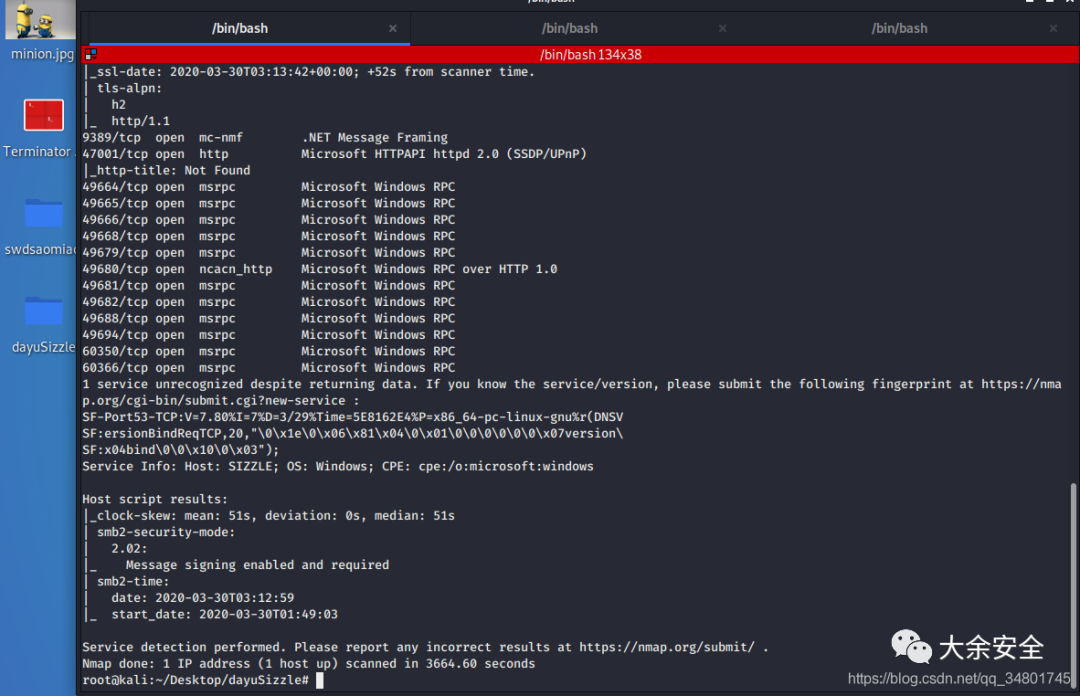 /bin/bash
minion.jpg
Terminator
swdsaomiao
dayuSizzle
/bin/bash × /bin/bash × /bin/bash ×
/bin/bash 134x38
|_ssl-date: 2020-03-30T03:13:42+00:00; +52s from scanner time.
| tls-alpn:
|   h2
|_  http/1.1
9389/tcp  open  mc-nmf        .NET Message Framing
47001/tcp open  http          Microsoft HTTPAPI httpd 2.0 (SSDP/UPnP)
|_http-title: Not Found
49664/tcp open  msrpc         Microsoft Windows RPC
49665/tcp open  msrpc         Microsoft Windows RPC
49666/tcp open  msrpc         Microsoft Windows RPC
49668/tcp open  msrpc         Microsoft Windows RPC
49679/tcp open  msrpc         Microsoft Windows RPC
49680/tcp open  ncacn_http    Microsoft Windows RPC over HTTP 1.0
49681/tcp open  msrpc         Microsoft Windows RPC
49682/tcp open  msrpc         Microsoft Windows RPC
49688/tcp open  msrpc         Microsoft Windows RPC
49694/tcp open  msrpc         Microsoft Windows RPC
60350/tcp open  msrpc         Microsoft Windows RPC
60366/tcp open  msrpc         Microsoft Windows RPC
1 service unrecognized despite returning data. If you know the service/version, please submit the following fingerprint at https://nma
p.org/cgi-bin/submit.cgi?new-service :
SF-Port53-TCP:V=7.80%I=7%D=3/29%Time=5E8162E4%P=x86_64-pc-linux-gnu%r(DNSV
SF:ersionBindReqTCP,20,"\0\x1e\0\x06\x81\x04\0\x01\0\0\0\0\0\0\x07version\
SF:x04bind\0\0\x10\0\x03");
Service Info: Host: SIZZLE; OS: Windows; CPE: cpe:/o:microsoft:windows
Host script results:
|_clock-skew: mean: 51s, deviation: 0s, median: 51s
| smb2-security-mode:
|   2.02:
|_    Message signing enabled and required
| smb2-time:
|   date: 2020-03-30T03:12:59
|_  start_date: 2020-03-30T01:49:03
Service detection performed. Please report any incorrect results at https://nmap.org/submit/ .
Nmap done: 1 IP address (1 host up) scanned in 3664.60 seconds
root@kali:~/Desktop/dayuSizzle#
大余安全
https://blog.csdn.net/qq_34801745